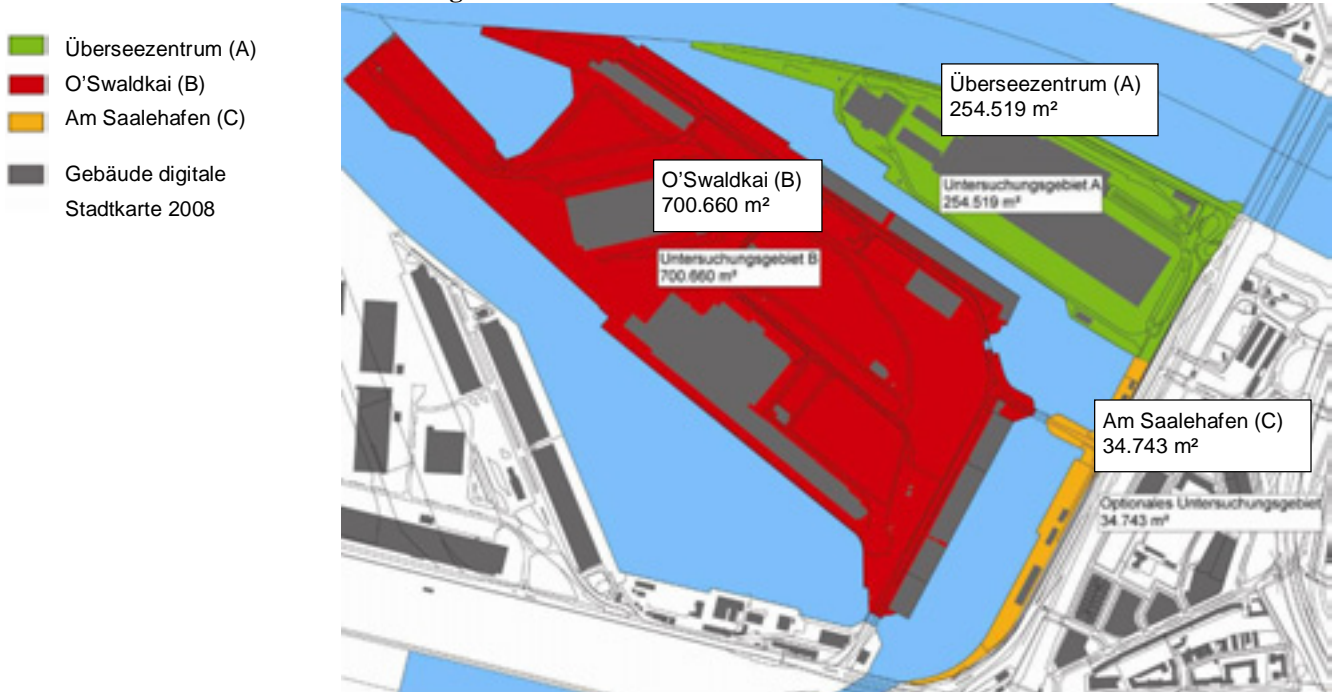 Überseezentrum (A)
O'Swaldkai (B)
Am Saalehafen (C)
Gebäude digitale
Stadtkarte 2008
Überseezentrum (A)
254.519 m²
Untersuchungsgebiet A
254.519 m²
O'Swaldkai (B)
700.660 m²
Untersuchungsgebiet B
700.660 m²
Am Saalehafen (C)
34.743 m²
Optionales Untersuchungsgebiet
34.743 m²